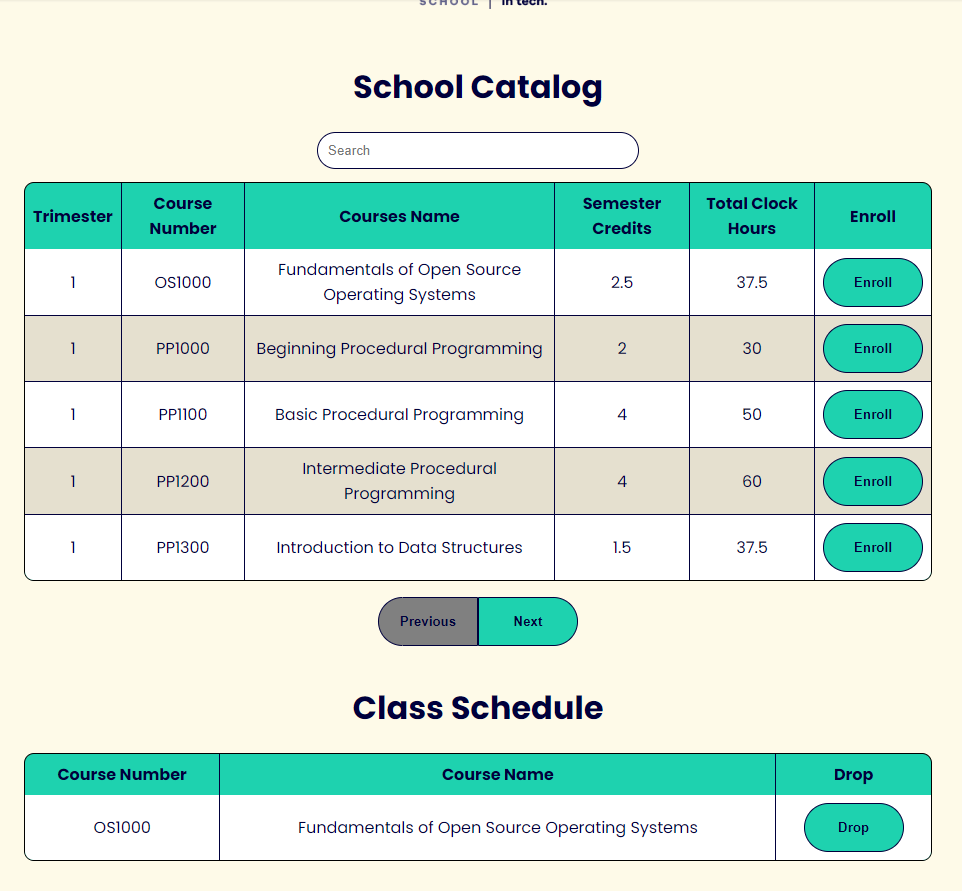 SCHOOL | in tech.
School Catalog
Search
Trimester Course Number Courses Name Semester Credits Total Clock Hours Enroll
1 OS1000 Fundamentals of Open Source Operating Systems 2.5 37.5 Enroll
1 PP1000 Beginning Procedural Programming 2 30 Enroll
1 PP1100 Basic Procedural Programming 4 50 Enroll
1 PP1200 Intermediate Procedural Programming 4 60 Enroll
1 PP1300 Introduction to Data Structures 1.5 37.5 Enroll
Previous Next
Class Schedule
Course Number Course Name Drop
OS1000 Fundamentals of Open Source Operating Systems Drop